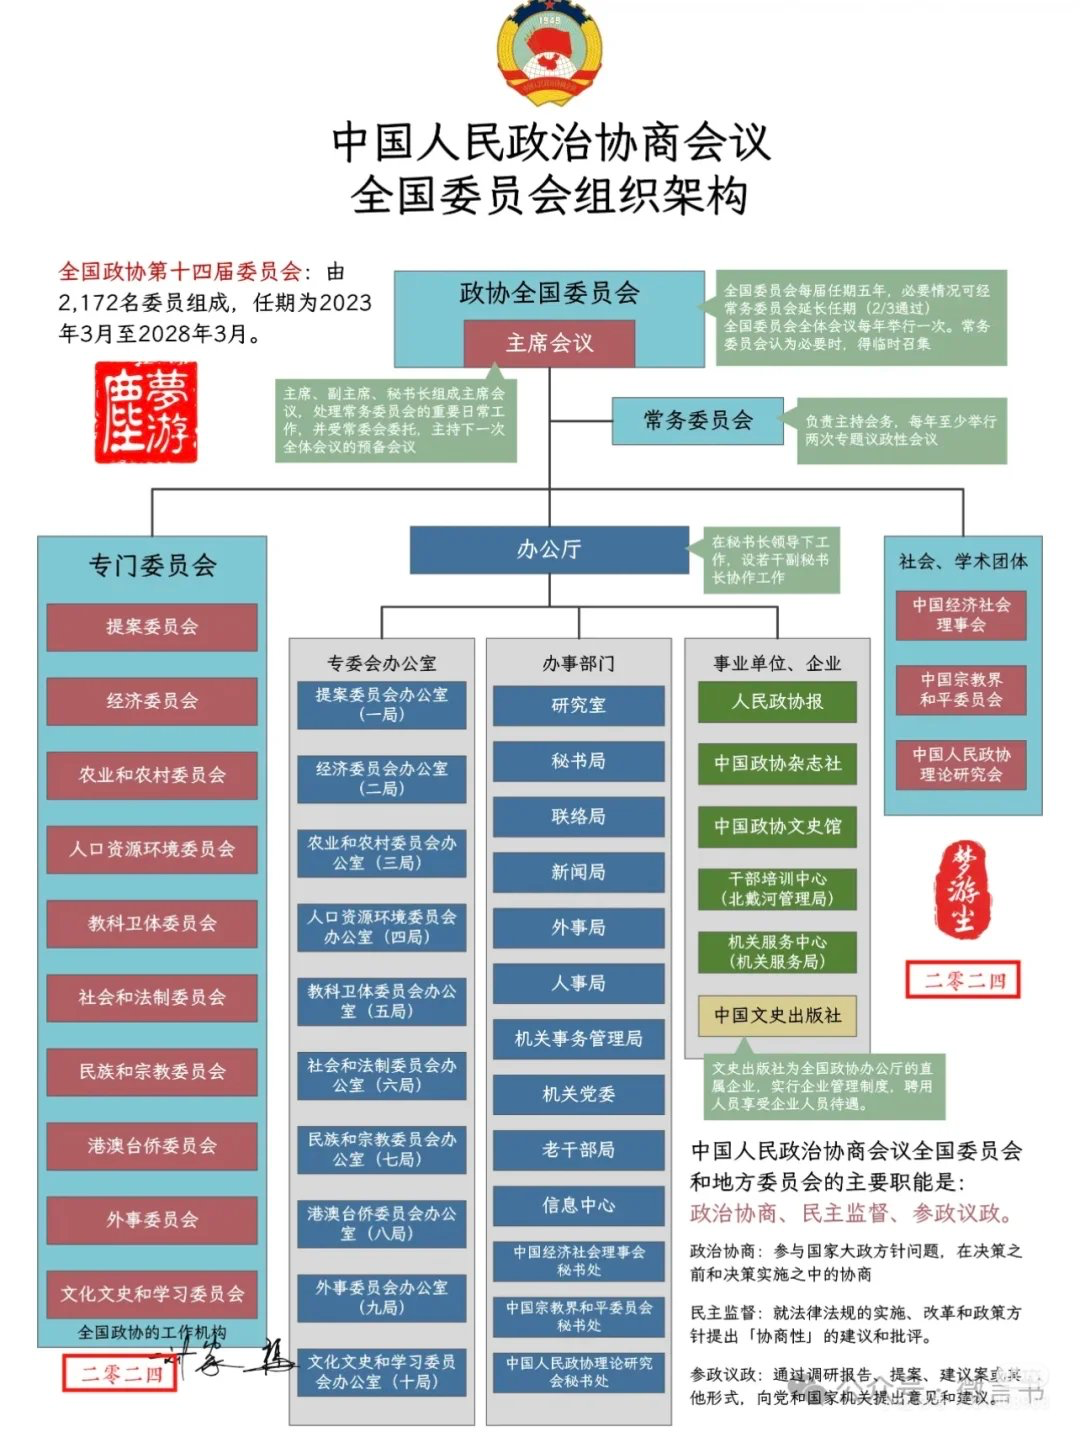 1949
中国人民政治协商会议
全国委员会组织架构
全国政协第十四届委员会：由
2,172名委员组成，任期为2023
年3月至2028年3月。
夢游塵
政协全国委员会
主席会议
全国委员会每届任期五年，必要情况可经
常务委员会延长任期（2/3通过）
全国委员会全体会议每年举行一次。常务
委员会认为必要时，得临时召集
主席、副主席、秘书长组成主席会
议，处理常务委员会的重要日常工
作，并受常委会委托，主持下一次
全体会议的预备会议
常务委员会
负责主持会务，每年至少举行
两次专题议政性会议
专门委员会
提案委员会
经济委员会
农业和农村委员会
人口资源环境委员会
教科卫体委员会
社会和法制委员会
民族和宗教委员会
港澳台侨委员会
外事委员会
文化文史和学习委员会
全国政协的工作机构
二零二四
办公厅
在秘书长领导下工
作，设若干副秘书
长协作工作
专委会办公室
提案委员会办公室
（一局）
经济委员会办公室
（二局）
农业和农村委员会办
公室（三局）
人口资源环境委员会
办公室（四局）
教科卫体委员会办公
室（五局）
社会和法制委员会办
公室（六局）
民族和宗教委员会办
公室（七局）
港澳台侨委员会办公
室（八局）
外事委员会办公室
（九局）
文化文史和学习委员
会办公室（十局）
办事部门
研究室
秘书局
联络局
新闻局
外事局
人事局
机关事务管理局
机关党委
老干部局
信息中心
中国经济社会理事会
秘书处
中国宗教界和平委员会
秘书处
中国人民政协理论研究
会秘书处
事业单位、企业
人民政协报
中国政协杂志社
中国政协文史馆
干部培训中心
（北戴河管理局）
机关服务中心
（机关服务局）
中国文史出版社
文史出版社为全国政协办公厅的直
属企业，实行企业管理制度，聘用
人员享受企业人员待遇。
社会、学术团体
中国经济社会
理事会
中国宗教界
和平委员会
中国人民政协
理论研究会
梦游尘
二零二四
中国人民政治协商会议全国委员会
和地方委员会的主要职能是：
政治协商、民主监督、参政议政。
政治协商：参与国家大政方针问题，在决策之
前和决策实施之中的协商
民主监督：就法律法规的实施、改革和政策方
针提出「协商性」的建议和批评。
参政议政：通过调研报告、提案、建议案或其
他形式，向党和国家机关提出意见和建议。
公众号·微言书